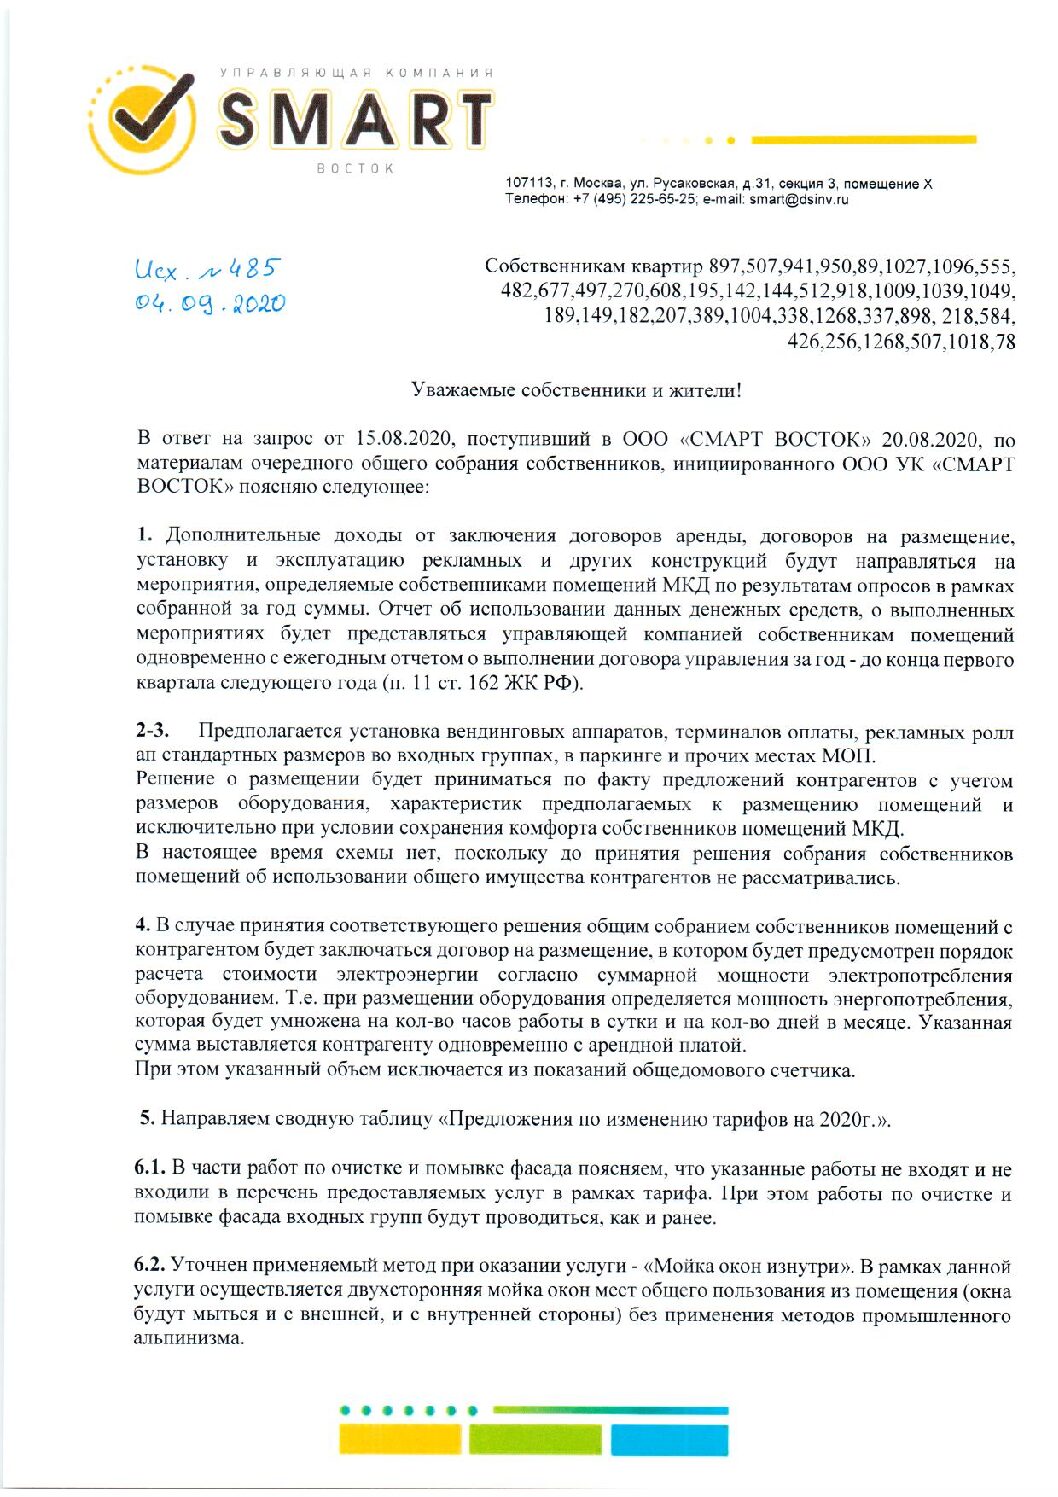 УПРАВЛЯЮЩАЯ КОМПАНИЯ
SMART
ВОСТОК
107113, г. Москва, ул. Русаковская, д.31, секция 3, помещение X
Телефон: +7 (495) 225-65-25; e-mail: smart@dsinv.ru
Исх. №485
04.09.2020
Собственникам квартир 897,507,941,950,89,1027,1096,555,
482,677,497,270,608,195,142,144,512,918,1009,1039,1049,
189,149,182,207,389,1004,338,1268,337,898, 218,584,
426,256,1268,507,1018,78
Уважаемые собственники и жители!
В ответ на запрос от 15.08.2020, поступивший в ООО «СМАРТ ВОСТОК» 20.08.2020, по
материалам очередного общего собрания собственников, инициированного ООО УК «СМАРТ
ВОСТОК» поясняю следующее:
1. Дополнительные доходы от заключения договоров аренды, договоров на размещение,
установку и эксплуатацию рекламных и других конструкций будут направляться на
мероприятия, определяемые собственниками помещений МКД по результатам опросов в рамках
собранной за год суммы. Отчет об использовании данных денежных средств, о выполненных
мероприятиях будет представляться управляющей компанией собственникам помещений
одновременно с ежегодным отчетом о выполнении договора управления за год - до конца первого
квартала следующего года (п. 11 ст. 162 ЖК РФ).
2-3. Предполагается установка вендинговых аппаратов, терминалов оплаты, рекламных ролл
ап стандартных размеров во входных группах, в паркинге и прочих местах МОП.
Решение о размещении будет приниматься по факту предложений контрагентов с учетом
размеров оборудования, характеристик предполагаемых к размещению помещений и
исключительно при условии сохранения комфорта собственников помещений МКД.
В настоящее время схемы нет, поскольку до принятия решения собрания собственников
помещений об использовании общего имущества контрагентов не рассматривались.
4. В случае принятия соответствующего решения общим собранием собственников помещений с
контрагентом будет заключаться договор на размещение, в котором будет предусмотрен порядок
расчета стоимости электроэнергии согласно суммарной мощности электропотребления
оборудованием. Т.е. при размещении оборудования определяется мощность энергопотребления,
которая будет умножена на кол-во часов работы в сутки и на кол-во дней в месяце. Указанная
сумма выставляется контрагенту одновременно с арендной платой.
При этом указанный объем исключается из показаний общедомового счетчика.
5. Направляем сводную таблицу «Предложения по изменению тарифов на 2020г.».
6.1. В части работ по очистке и помывке фасада поясняем, что указанные работы не входят и не
входили в перечень предоставляемых услуг в рамках тарифа. При этом работы по очистке и
помывке фасада входных групп будут проводиться, как и ранее.
6.2. Уточнен применяемый метод при оказании услуги - «Мойка окон изнутри». В рамках данной
услуги осуществляется двухсторонняя мойка окон мест общего пользования из помещения (окна
будут мыться и с внешней, и с внутренней стороны) без применения методов промышленного
альпинизма.